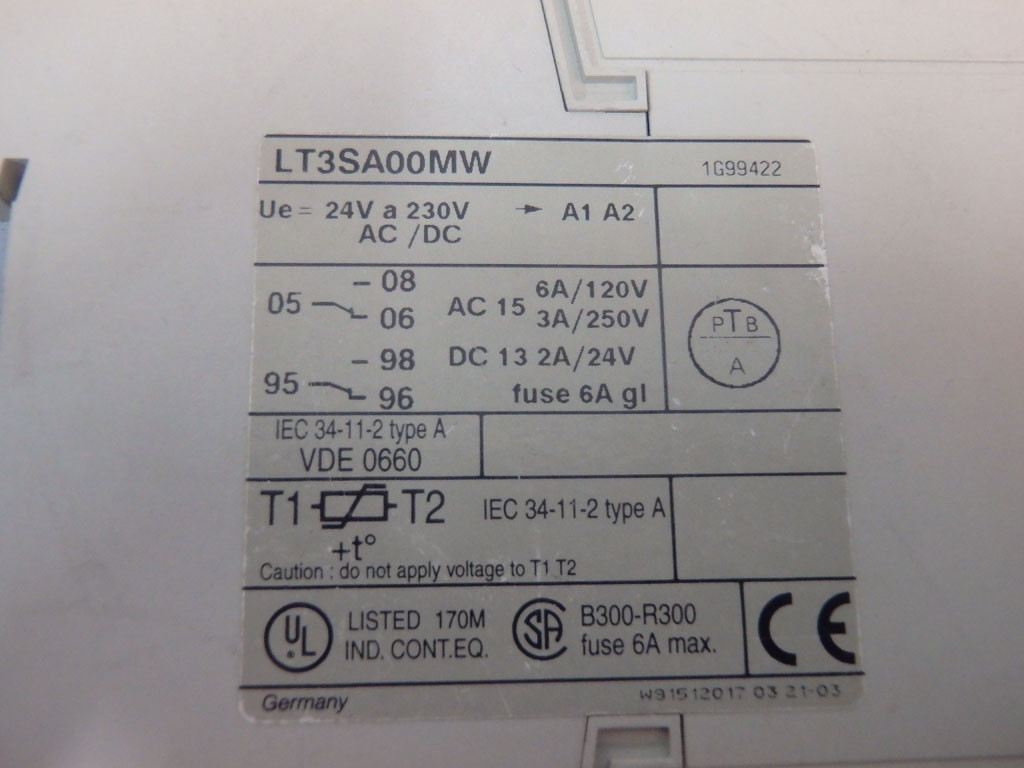 LT3SA00MW 1G99422
Ue = 24V a 230V → A1 A2
AC /DC
05 – 08
06
AC 15 6A/120V
3A/250V
95 – 98
96
DC 13 2A/24V
fuse 6A gl
PTB
A
IEC 34-11-2 type A
VDE 0660
T1 T2 IEC 34-11-2 type A
+t°
Caution : do not apply voltage to T1 T2
UL LISTED 170M
IND. CONT.EQ.
SA B300-R300
fuse 6A max.
CE
Germany W91512017 03 21-03